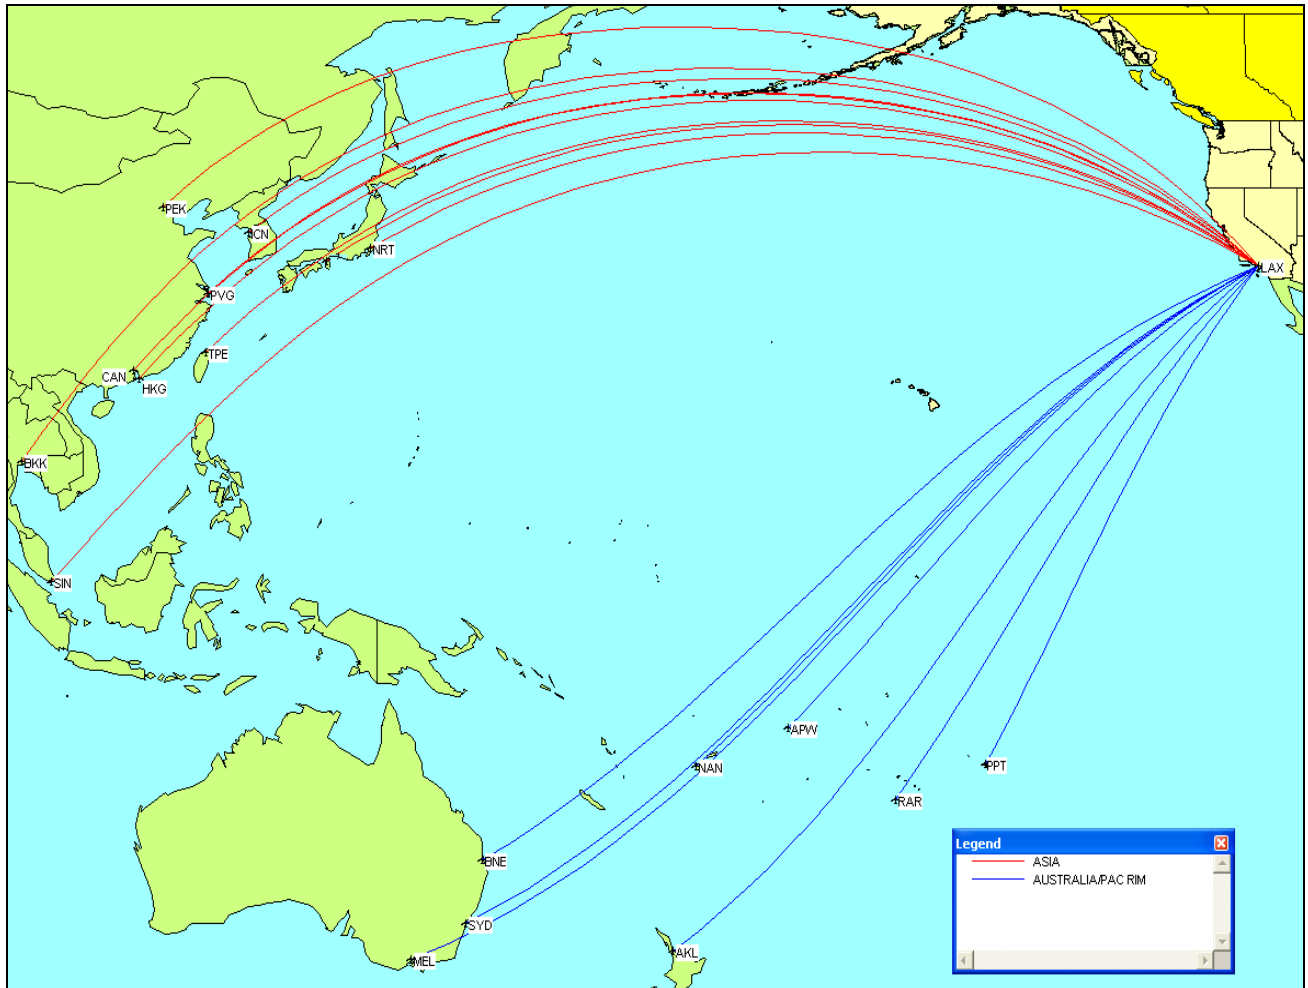 PEK
ICN
NRT
LAX
PVG
TPE
CAN
HKG
BKK
SIN
APW
NAN
PPT
RAR
BNE
SYD
AKL
MEL
Legend
ASIA
AUSTRALIA/PAC RIM